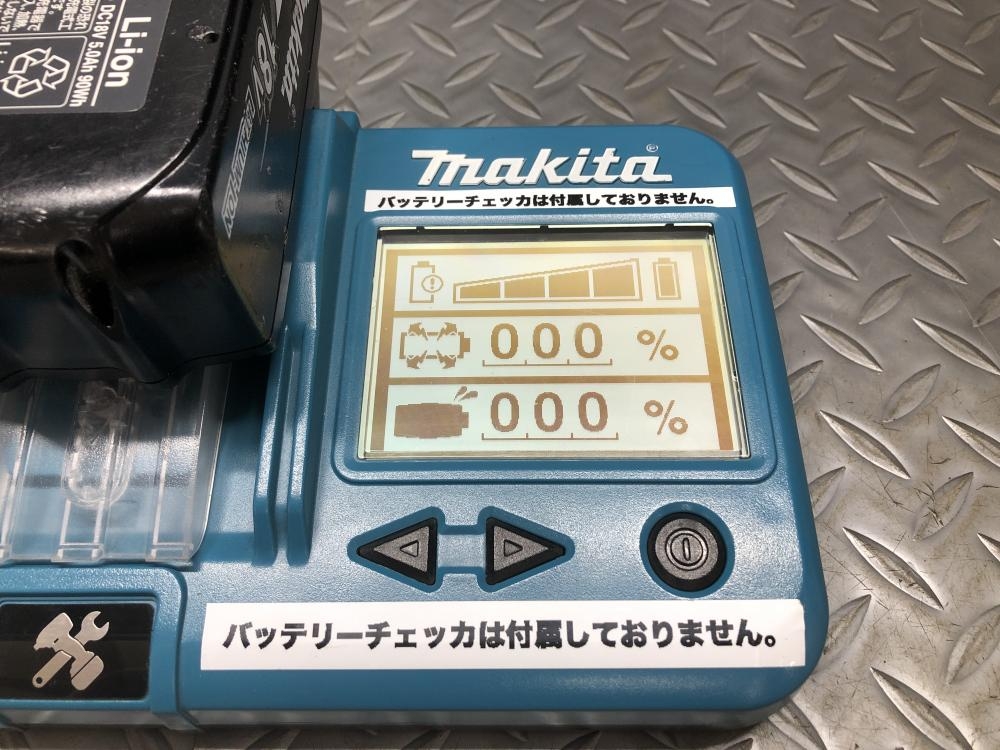 Li-ion
DC18V 5.0Ah 90Wh
makita
18V
makita
バッテリーチェッカは付属しておりません。
000 %
000 %
バッテリーチェッカは付属しておりません。